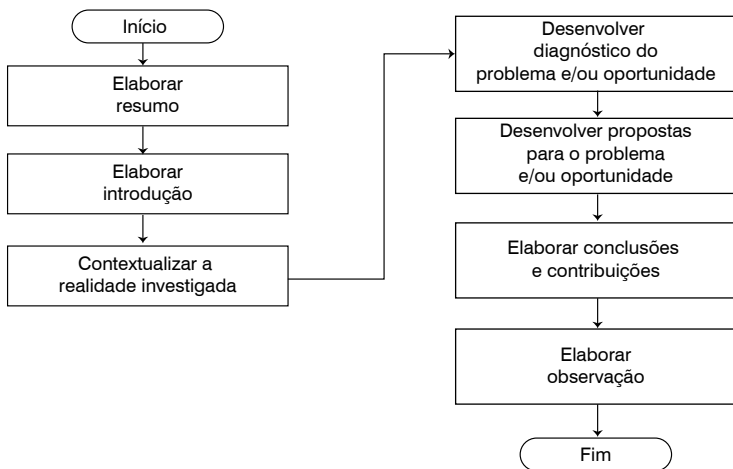 Início
Elaborar
resumo
Elaborar
introdução
Contextualizar a
realidade investigada
Desenvolver
diagnóstico do
problema e/ou oportunidade
Desenvolver propostas
para o problema
e/ou oportunidade
Elaborar conclusões
e contribuições
Elaborar
observação
Fim